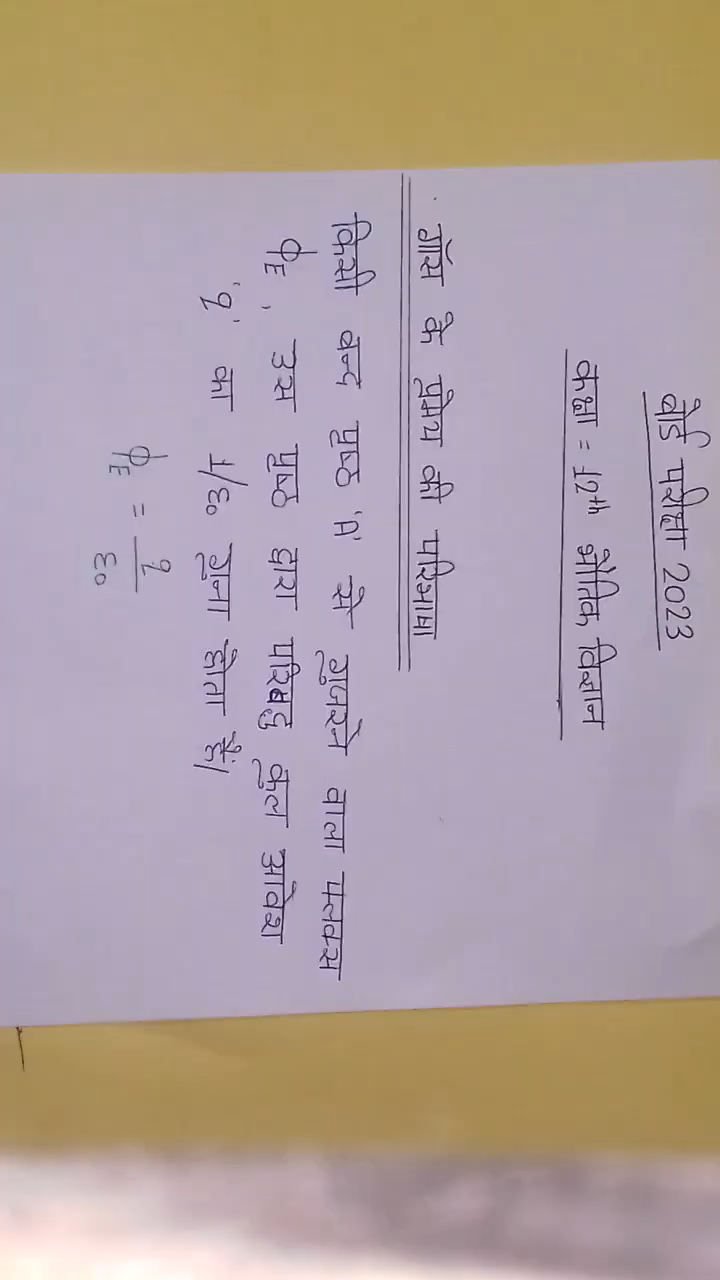 बोर्ड परीक्षा 2023
कक्षा = 12th भौतिक विज्ञान
गॉस के प्रमेय की परिभाषा
किसी बन्द पृष्ठ 'A' से गुजरने वाला फ्लक्स
ϕE , उस पृष्ठ द्वारा परिबद्ध कुल आवेश
'q' का 1/ε0 गुना होता है।
ϕE = q/ε0